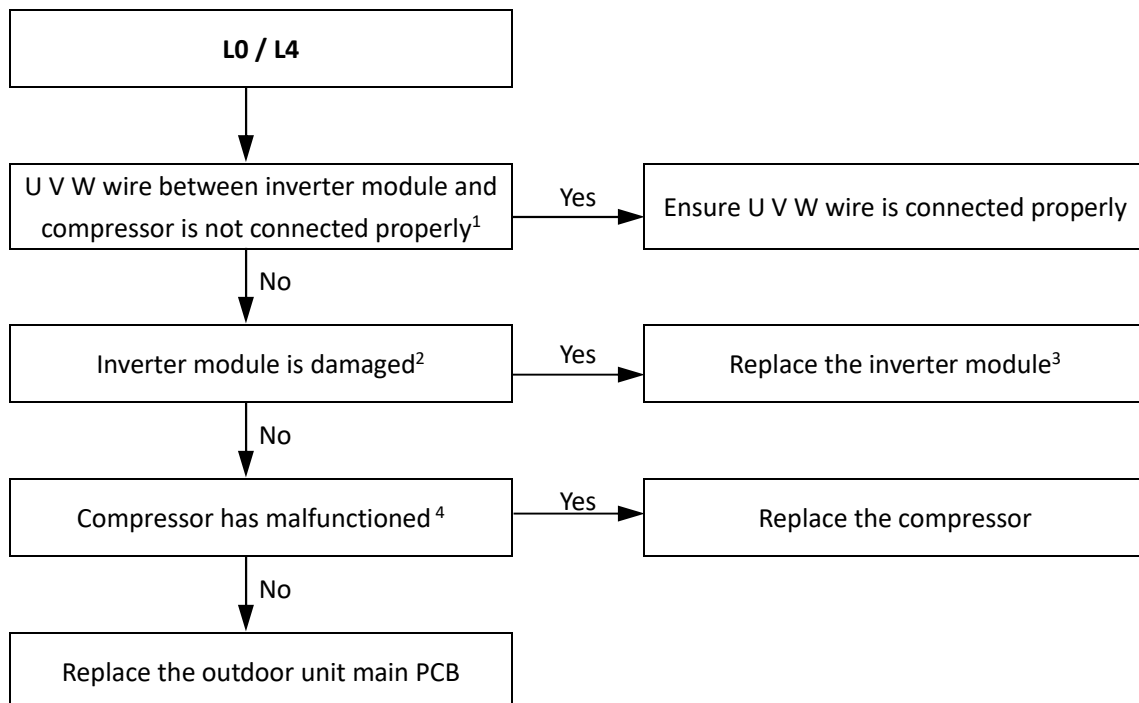 L0 / L4
U V W wire between inverter module and
compressor is not connected properly¹
Yes
Ensure U V W wire is connected properly
No
Inverter module is damaged²
Yes
Replace the inverter module³
No
Compressor has malfunctioned ⁴
Yes
Replace the compressor
No
Replace the outdoor unit main PCB